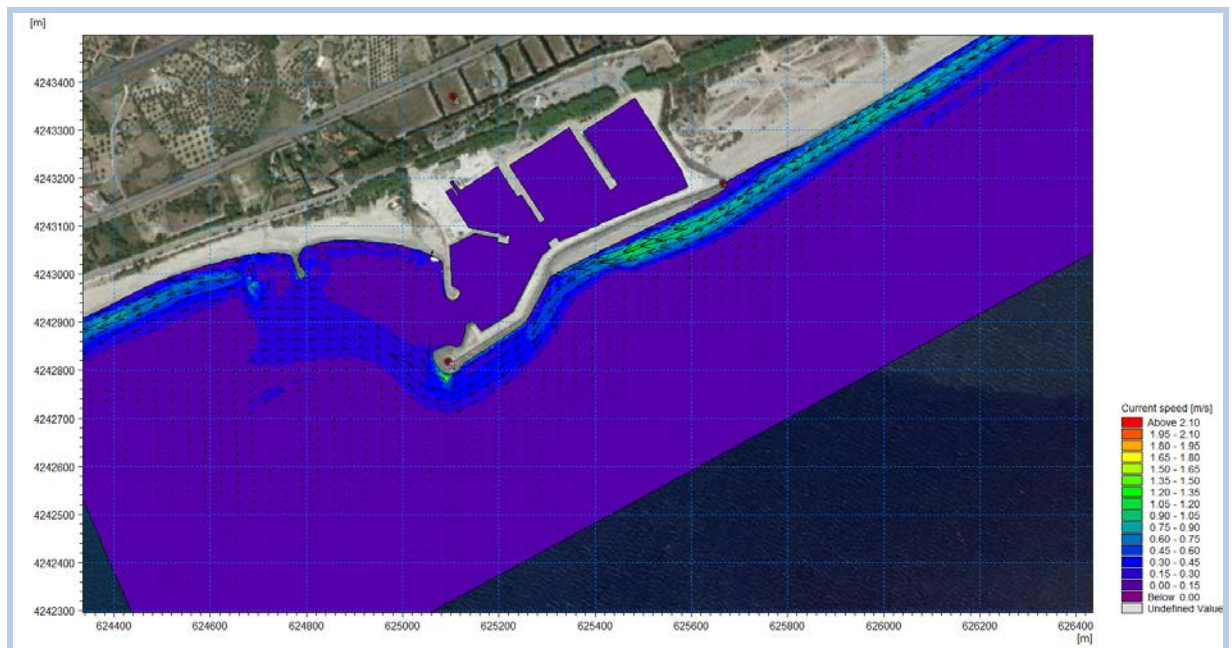 [m]
4243400
4243300
4243200
4243100
4243000
4242900
4242800
4242700
4242600
4242500
4242400
4242300
624400 624600 624800 625000 625200 625400 625600 625800 626000 626200 626400
[m]
Current speed [m/s]
Above 2.10
1.95 - 2.10
1.80 - 1.95
1.65 - 1.80
1.50 - 1.65
1.35 - 1.50
1.20 - 1.35
1.05 - 1.20
0.90 - 1.05
0.75 - 0.90
0.60 - 0.75
0.45 - 0.60
0.30 - 0.45
0.15 - 0.30
0.00 - 0.15
Below 0.00
Undefined Value